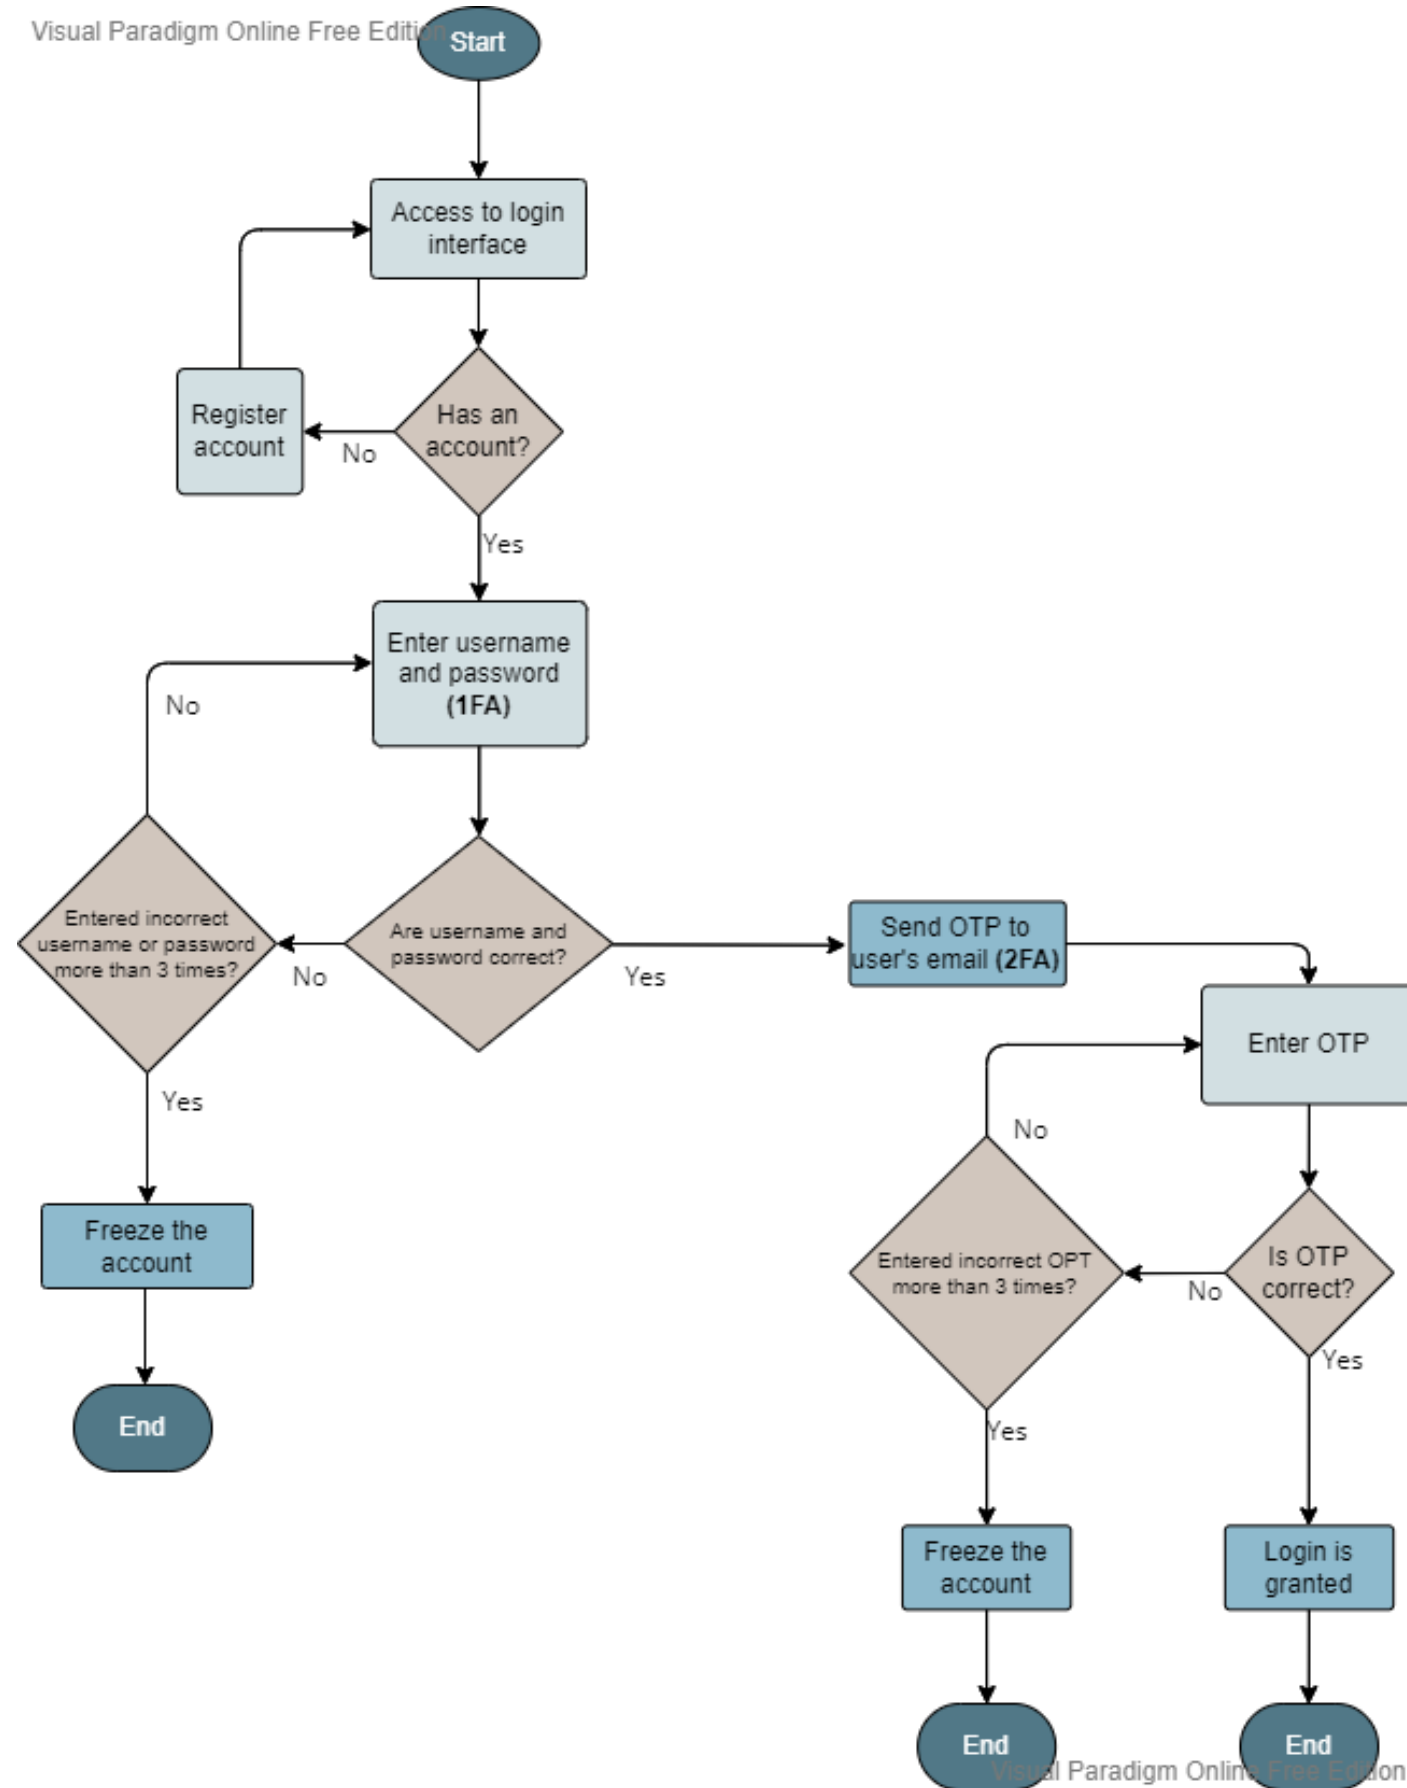 Visual Paradigm Online Free Edition
Start
Access to login
interface
Register
account
No
Has an
account?
Yes
Enter username
and password
(1FA)
No
Entered incorrect
username or password
more than 3 times?
No
Are username and
password correct?
Yes
Send OTP to
user's email (2FA)
Enter OTP
Yes
No
Freeze the
account
Entered incorrect OPT
more than 3 times?
No
Is OTP
correct?
Yes
End
Yes
Freeze the
account
Login is
granted
End
End
Visual Paradigm Online Free Edition